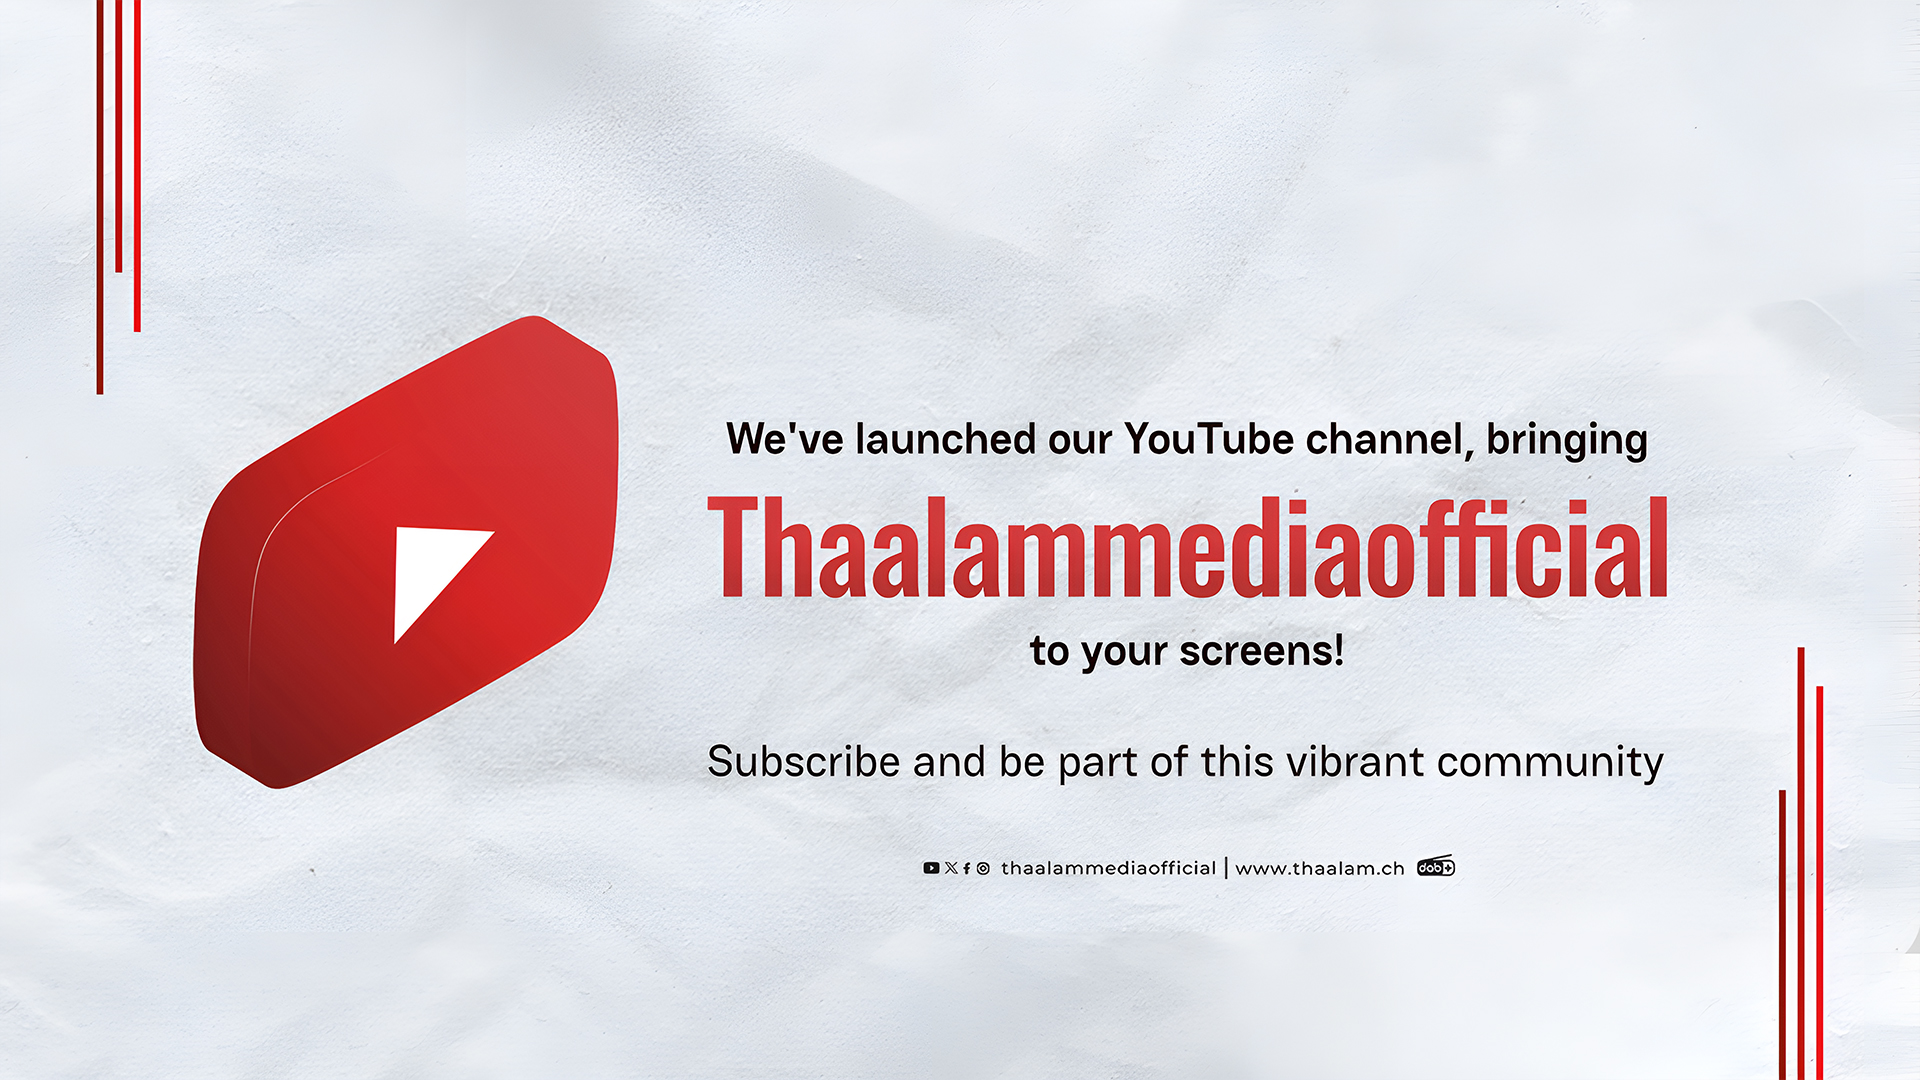 We've launched our YouTube channel, bringing
Thaalammediaofficial
to your screens!
Subscribe and be part of this vibrant community
thaalammediaofficial | www.thaalam.ch dab+